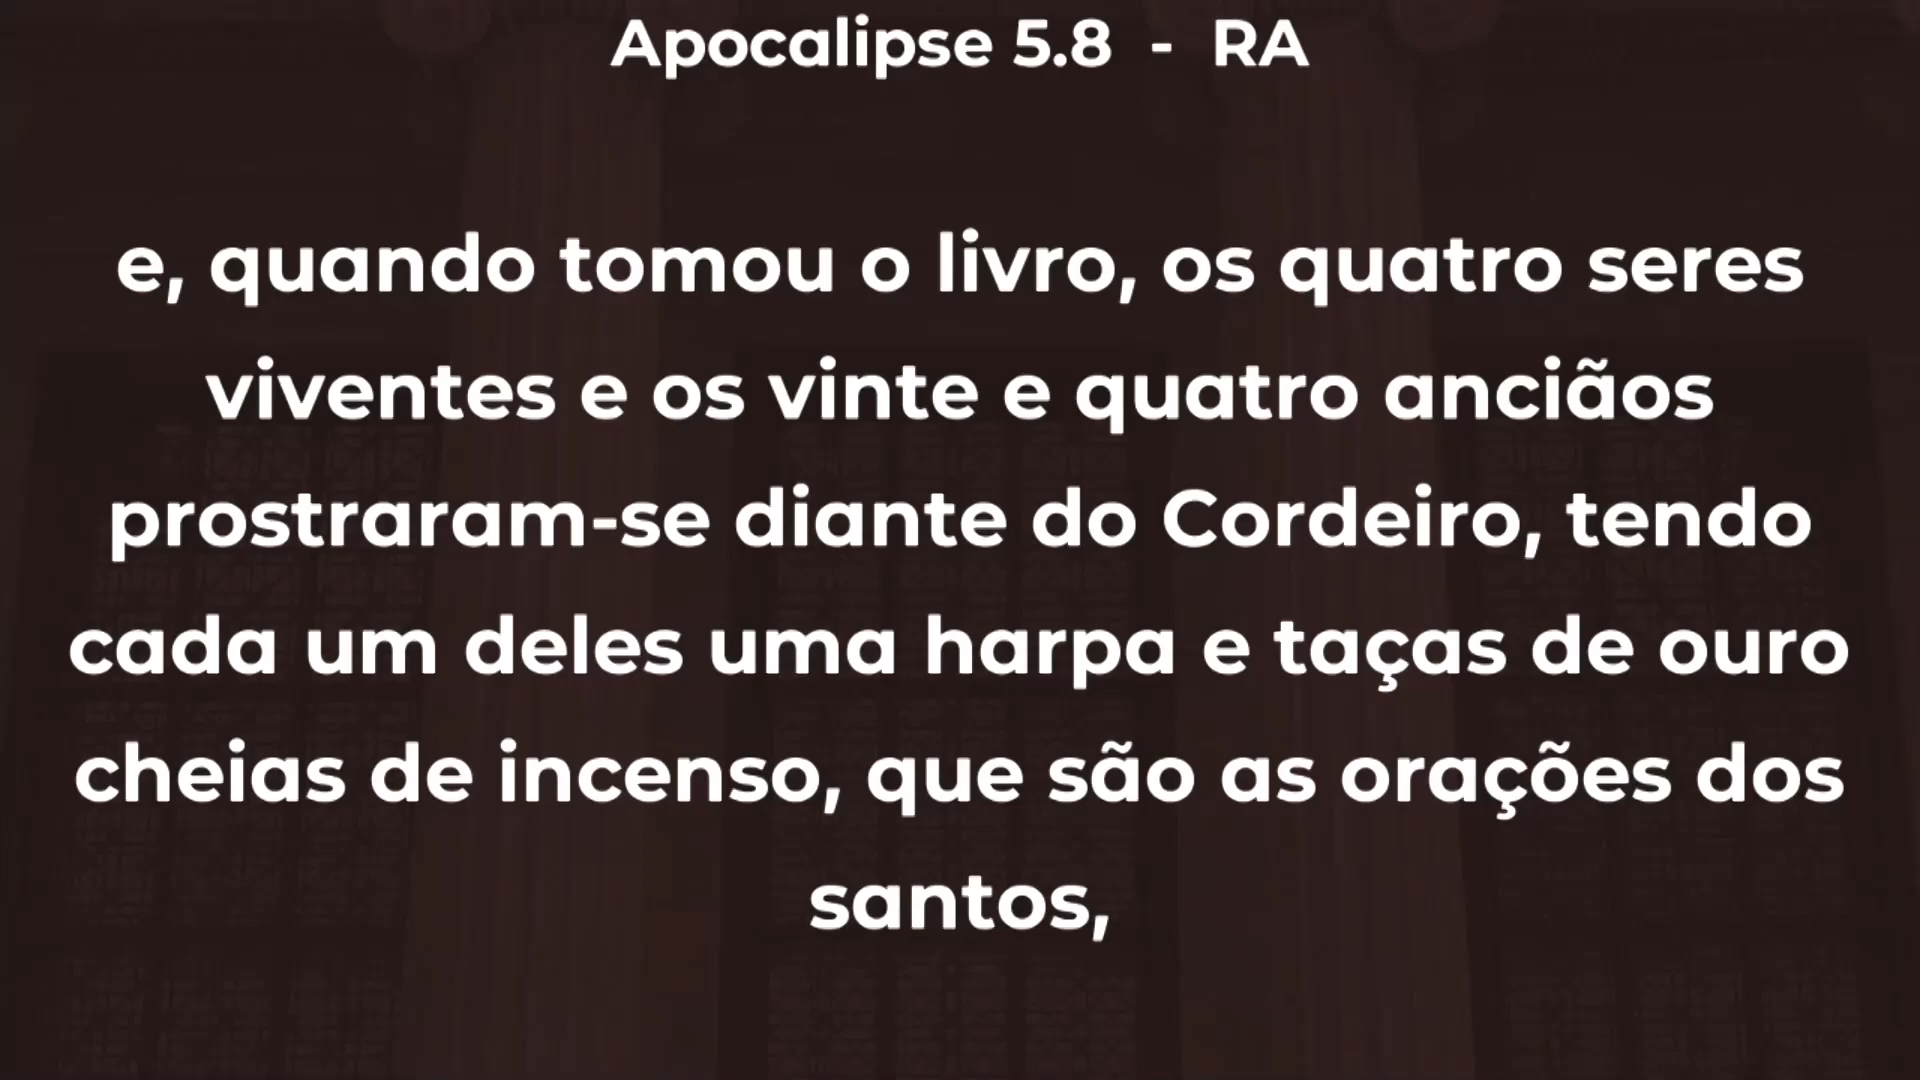 Apocalipse 5.8 - RA
e, quando tomou o livro, os quatro seres
viventes e os vinte e quatro anciãos
prostraram-se diante do Cordeiro, tendo
cada um deles uma harpa e taças de ouro
cheias de incenso, que são as orações dos
santos,